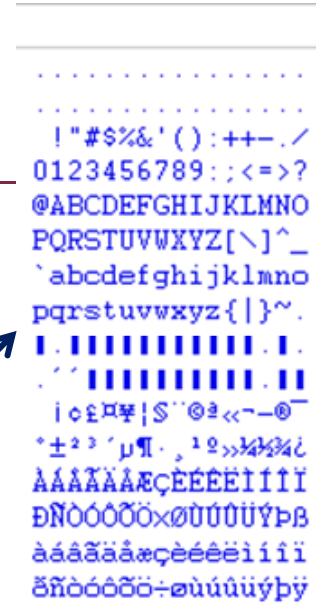 ................
................
 !"#$%&'():++–./
0123456789:;<=>?
@ABCDEFGHIJKLMNO
PQRSTUVWXYZ[\]^_
`abcdefghijklmno
pqrstuvwxyz{|}~.
▮.▮▮▮▮▮▮▮▮▮▮▮.▮.
.´´▮▮▮▮▮▮▮▮▮▮.▮▮
 ¡¢£¤¥¦S¨©ª«¬–®¯
°±²³´µ¶·¸¹º»¼½¾¿
ÀÁÂÃÄÅÆÇÈÉÊËÌÍÎÏ
ÐÑÒÓÔÕÖ×ØÙÚÛÜÝÞß
àáâãäåæçèéêëìíîï
ðñòóôõö÷øùúûüýþÿ